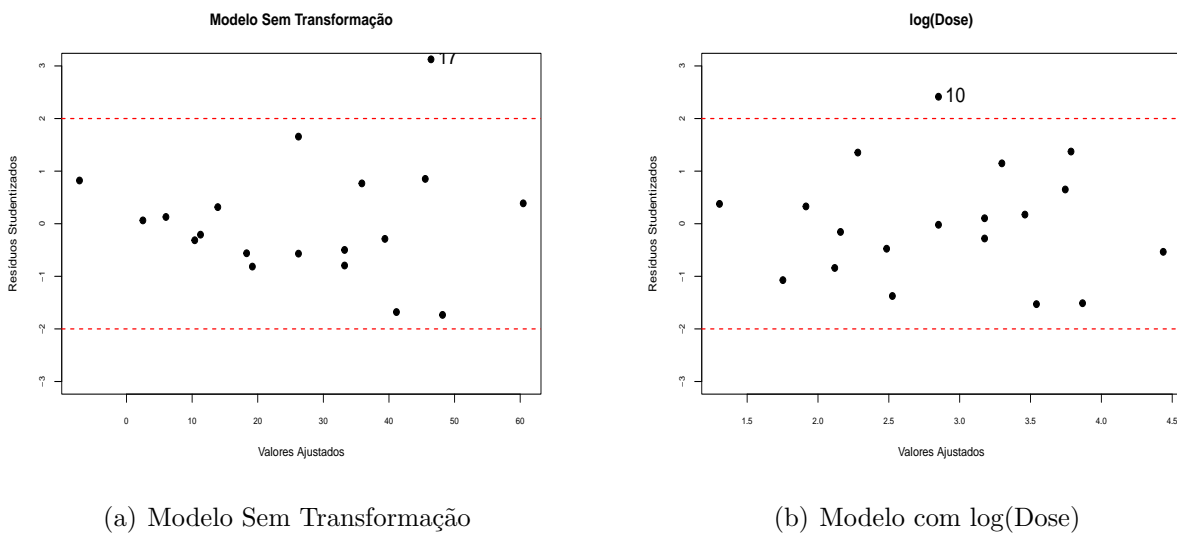 Modelo Sem Transformação
17
Resíduos Studentizados
3
2
1
0
−1
−2
−3
0 10 20 30 40 50 60
Valores Ajustados
(a) Modelo Sem Transformação
log(Dose)
10
Resíduos Studentizados
3
2
1
0
−1
−2
−3
1.5 2.0 2.5 3.0 3.5 4.0 4.5
Valores Ajustados
(b) Modelo com log(Dose)